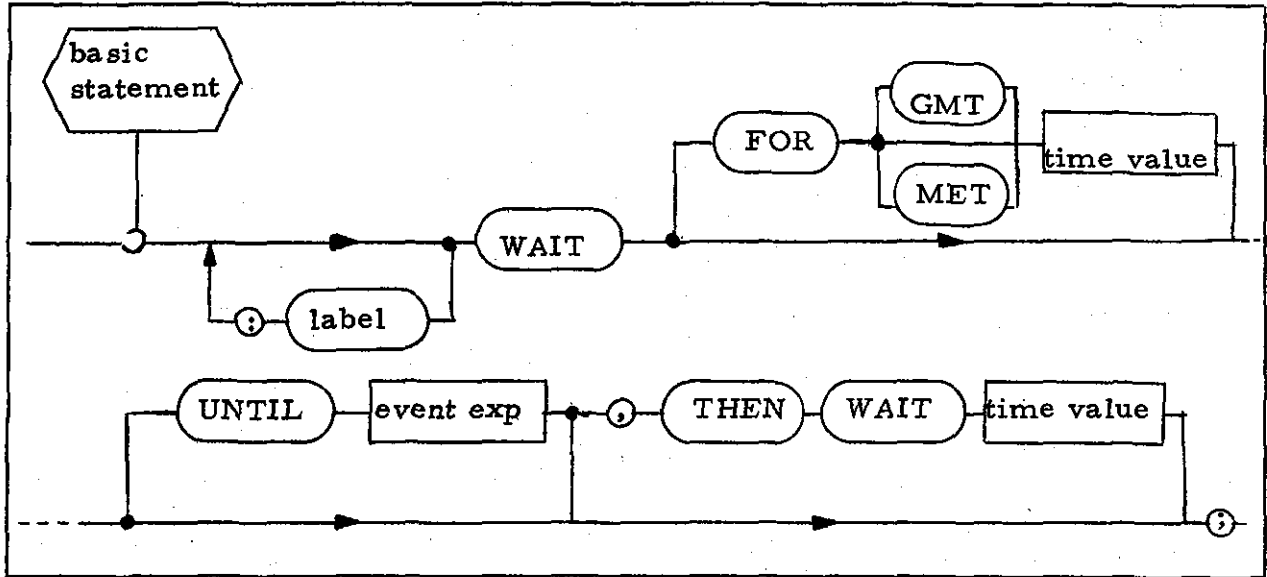 basic
statement
GMT
FOR
time value
MET
WAIT
: label
UNTIL event exp , THEN WAIT time value
;